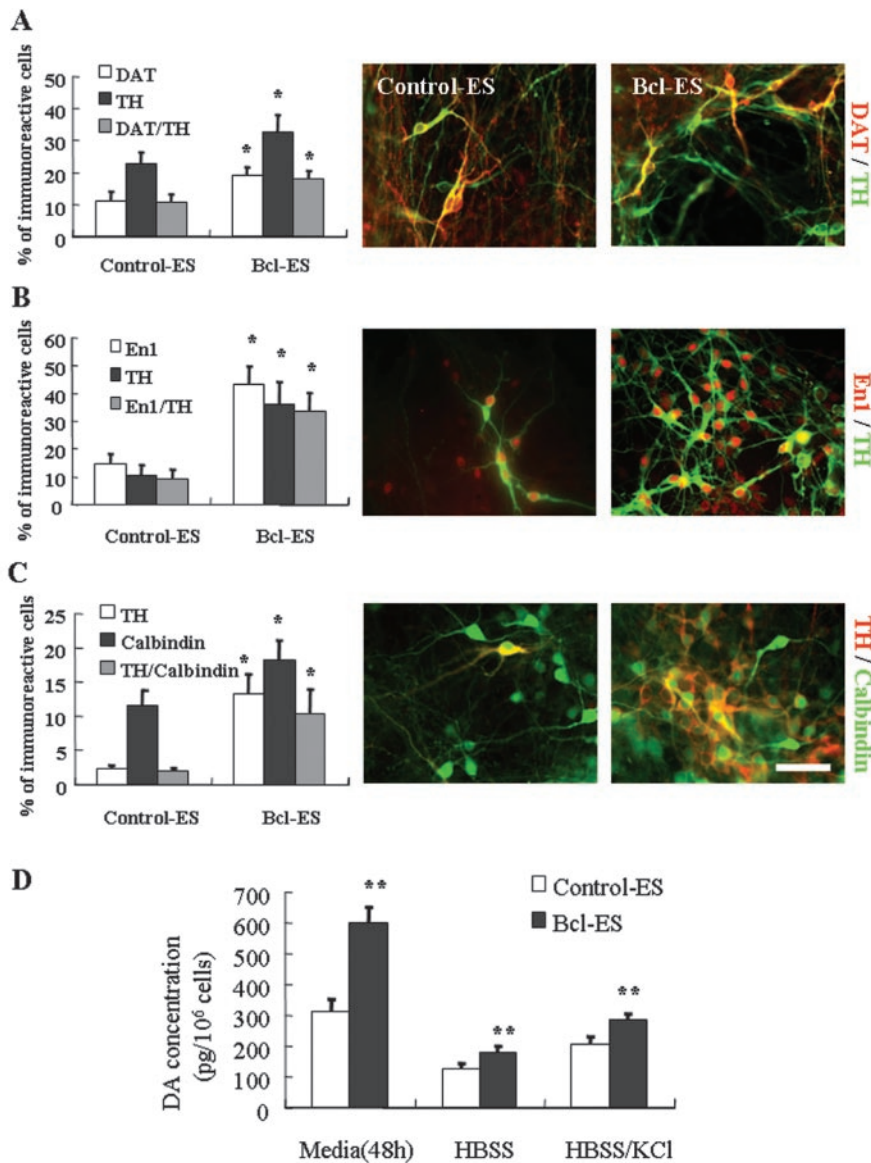 A
% of immunoreactive cells
50
40
30
20
10
0
DAT
TH
DAT/TH
*
*
*
Control-ES
Bcl-ES
Control-ES
Bcl-ES
DAT / TH
B
% of immunoreactive cells
60
50
40
30
20
10
0
En1
TH
En1/TH
*
*
*
Control-ES
Bcl-ES
En1 / TH
C
% of immunoreactive cells
25
20
15
10
5
0
TH
Calbindin
TH/Calbindin
*
*
*
Control-ES
Bcl-ES
TH / Calbindin
D
DA concentration
(pg/10⁶ cells)
700
600
500
400
300
200
100
0
Control-ES
Bcl-ES
**
**
**
Media(48h)
HBSS
HBSS/KCl